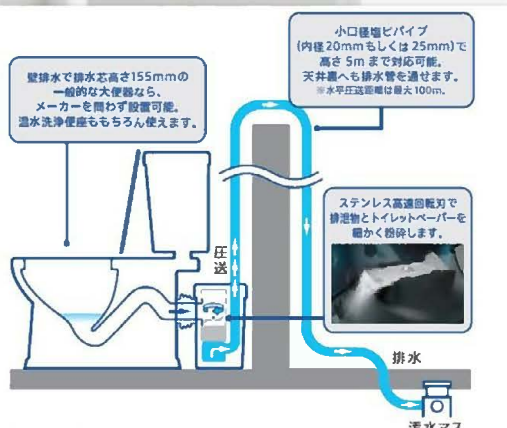 壁排水で排水芯高さ155mmの
一般的な大便器なら、
メーカーを問わず設置可能。
温水洗浄便座ももちろん使えます。
小口径塩ビパイプ
(内径20mmもしくは25mm)で
高さ5mまで対応可能。
天井裏へも排水管を通せます。
※水平圧送距離は最大100m。
ステンレス高速回転刃で
排泄物とトイレットペーパーを
細かく粉砕します。
圧送
排水
汚水マス